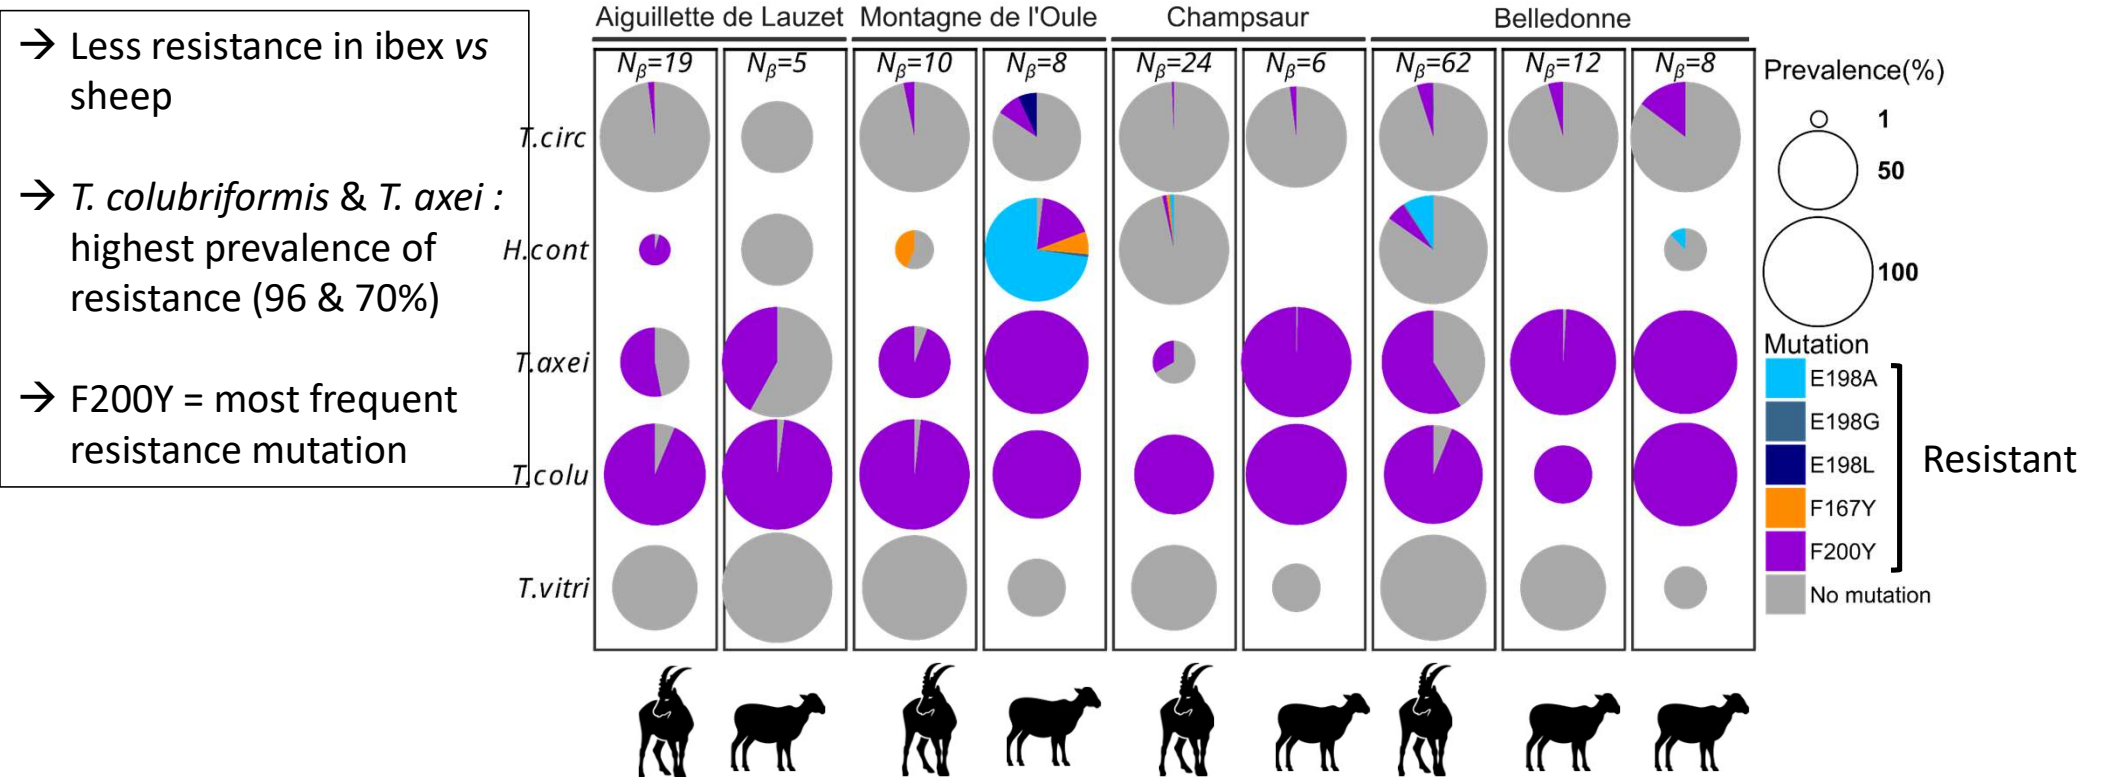 → Less resistance in ibex vs
sheep
→ T. colubriformis & T. axei :
highest prevalence of
resistance (96 & 70%)
→ F200Y = most frequent
resistance mutation
Aiguillette de Lauzet Montagne de l'Oule Champsaur Belledonne
Nβ=19 Nβ=5 Nβ=10 Nβ=8 Nβ=24 Nβ=6 Nβ=62 Nβ=12 Nβ=8
T.circ
H.cont
T.axei
T.colu
T.vitri
Prevalence(%)
1
50
100
Mutation
E198A
E198G
E198L
F167Y
F200Y
No mutation
Resistant